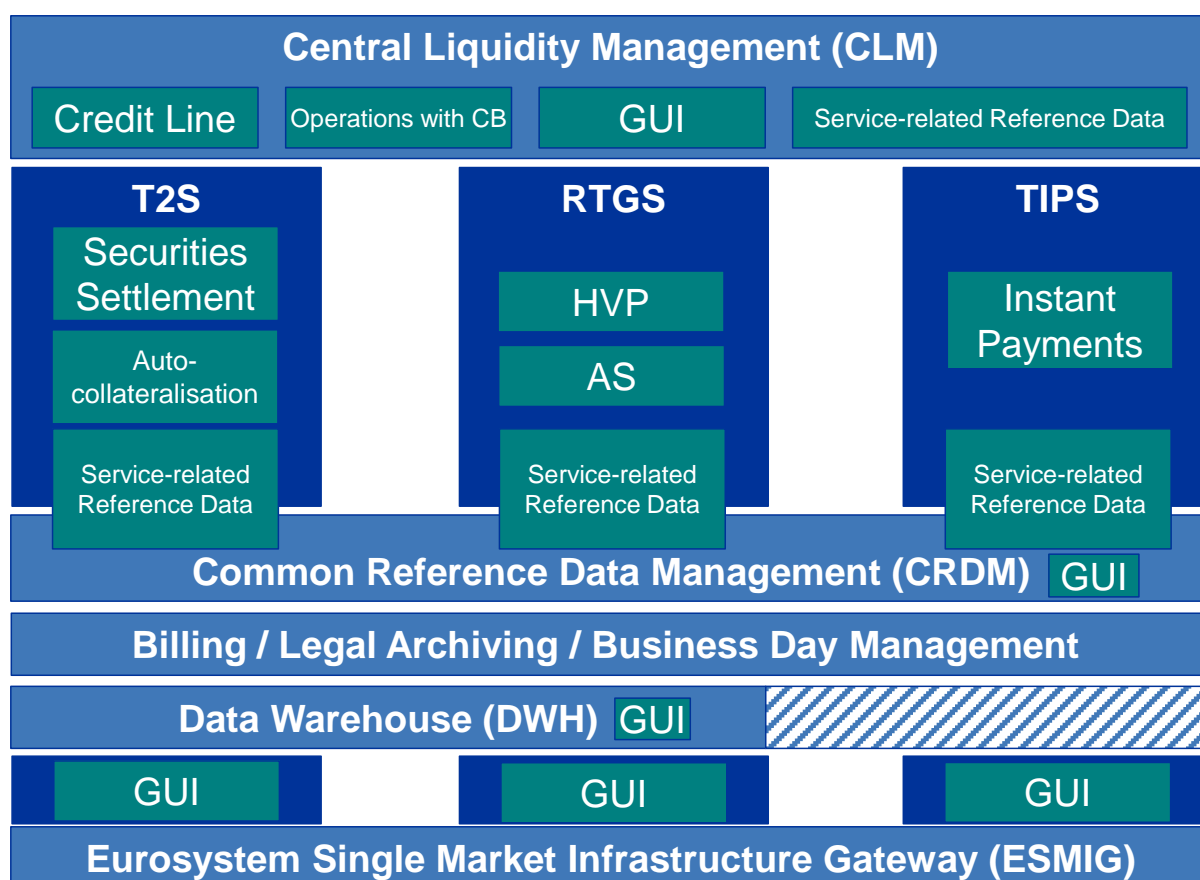 Central Liquidity Management (CLM)
Credit Line
Operations with CB
GUI
Service-related Reference Data
T2S
Securities
Settlement
Auto-
collateralisation
Service-related
Reference Data
RTGS
HVP
AS
Service-related
Reference Data
TIPS
Instant
Payments
Service-related
Reference Data
Common Reference Data Management (CRDM)
GUI
Billing / Legal Archiving / Business Day Management
Data Warehouse (DWH)
GUI
GUI
GUI
GUI
Eurosystem Single Market Infrastructure Gateway (ESMIG)